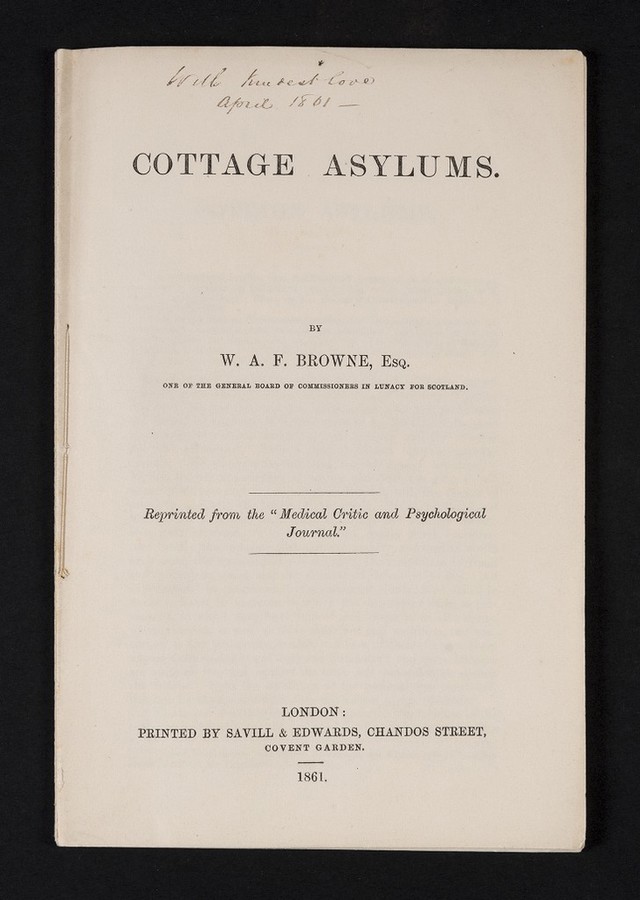 With kindest love
April 1861 —
COTTAGE ASYLUMS.
BY
W. A. F. BROWNE, Esq.
ONE OF THE GENERAL BOARD OF COMMISSIONERS IN LUNACY FOR SCOTLAND.
Reprinted from the “Medical Critic and Psychological
Journal.”
LONDON:
PRINTED BY SAVILL & EDWARDS, CHANDOS STREET,
COVENT GARDEN.
1861.